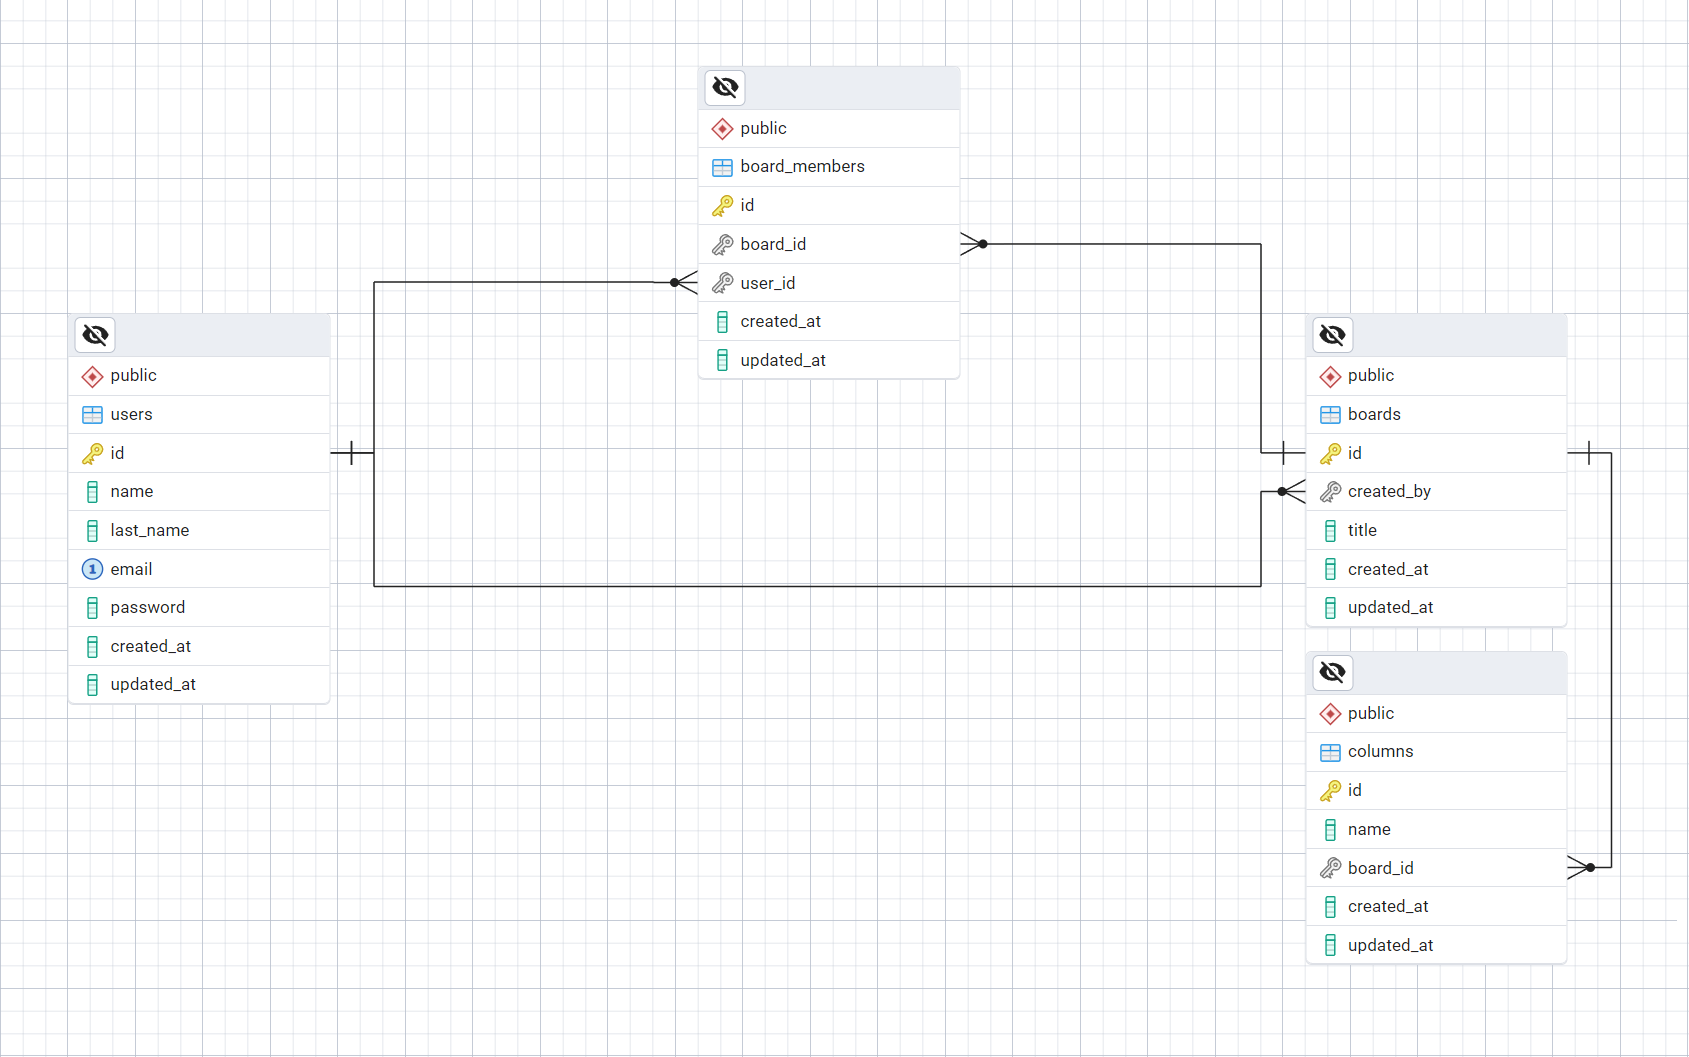 public
board_members
id
board_id
user_id
created_at
updated_at
public
users
id
name
last_name
1 email
password
created_at
updated_at
public
boards
id
created_by
title
created_at
updated_at
public
columns
id
name
board_id
created_at
updated_at